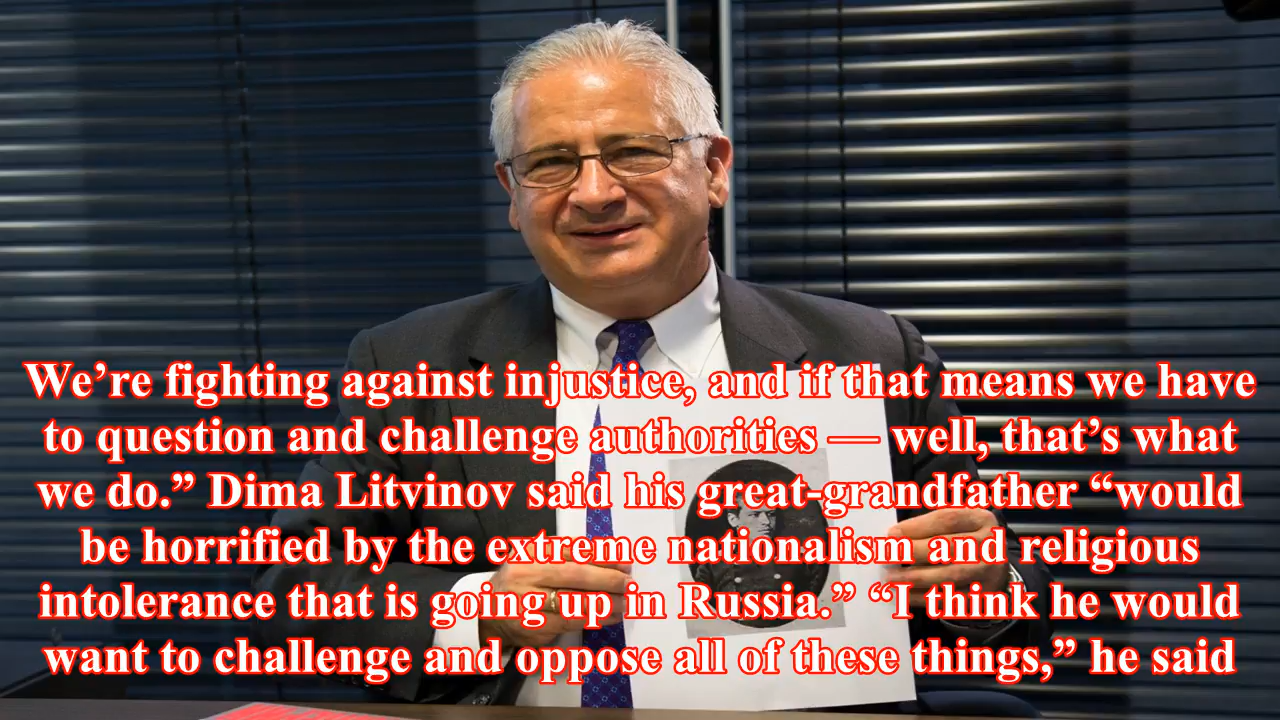 We’re fighting against injustice, and if that means we have
to question and challenge authorities — well, that’s what
we do.” Dima Litvinov said his great-grandfather “would
be horrified by the extreme nationalism and religious
intolerance that is going up in Russia.” “I think he would
want to challenge and oppose all of these things,” he said